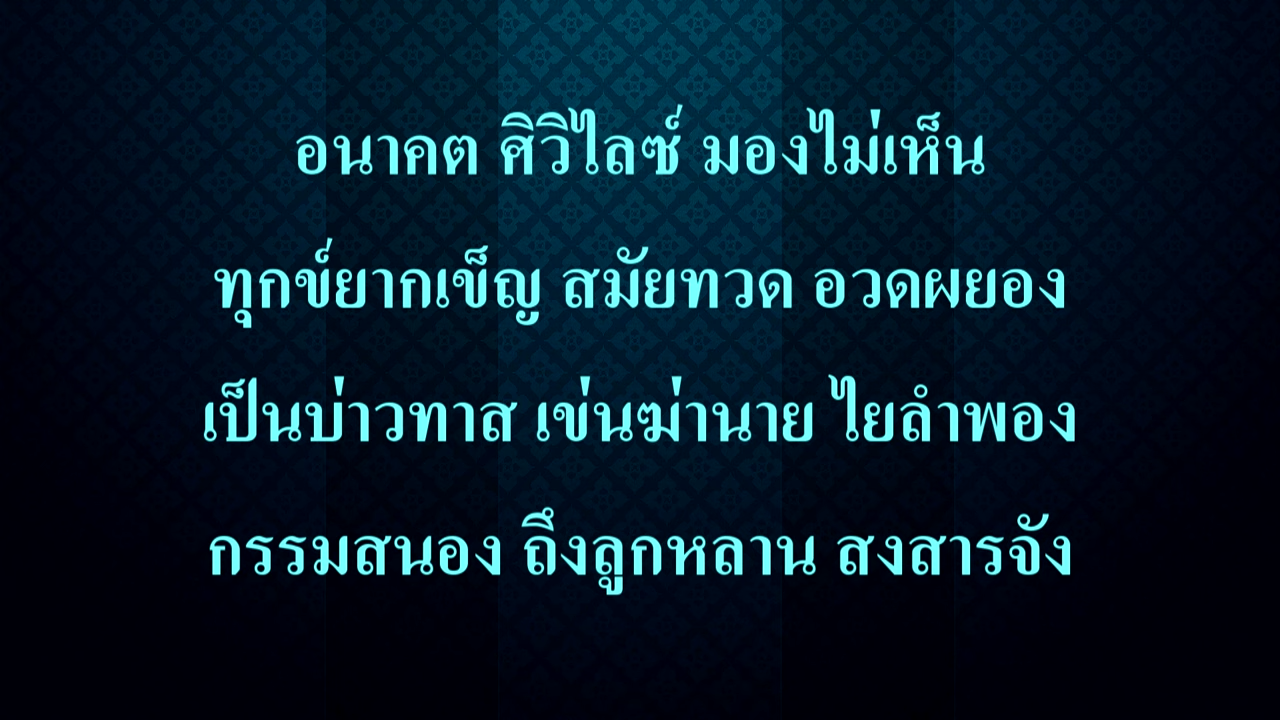 อนาคต ศิวิไลซ์ มองไม่เห็น
ทุกข์ยากเข็ญ สมัยทวด อวดผยอง
เป็นบ่าวทาส เข่นฆ่านาย ไยลำพอง
กรรมสนอง ถึงลูกหลาน สงสารจัง